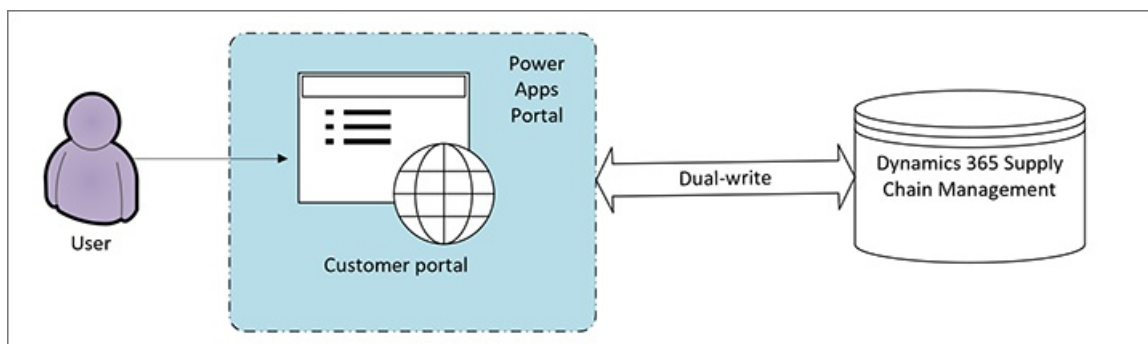 User
Power
Apps
Portal
Customer portal
Dual-write
Dynamics 365 Supply
Chain Management